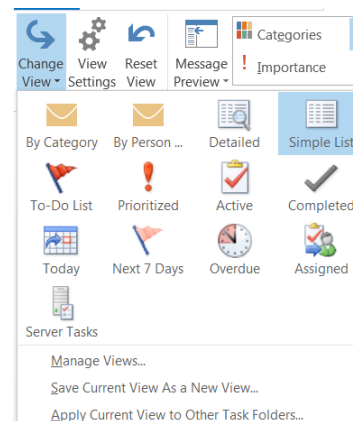 Change View
View Settings
Reset View
Message Preview
Categories
! Importance
By Category
By Person ...
Detailed
Simple List
To-Do List
Prioritized
Active
Completed
Today
Next 7 Days
Overdue
Assigned
Server Tasks
Manage Views...
Save Current View As a New View...
Apply Current View to Other Task Folders...